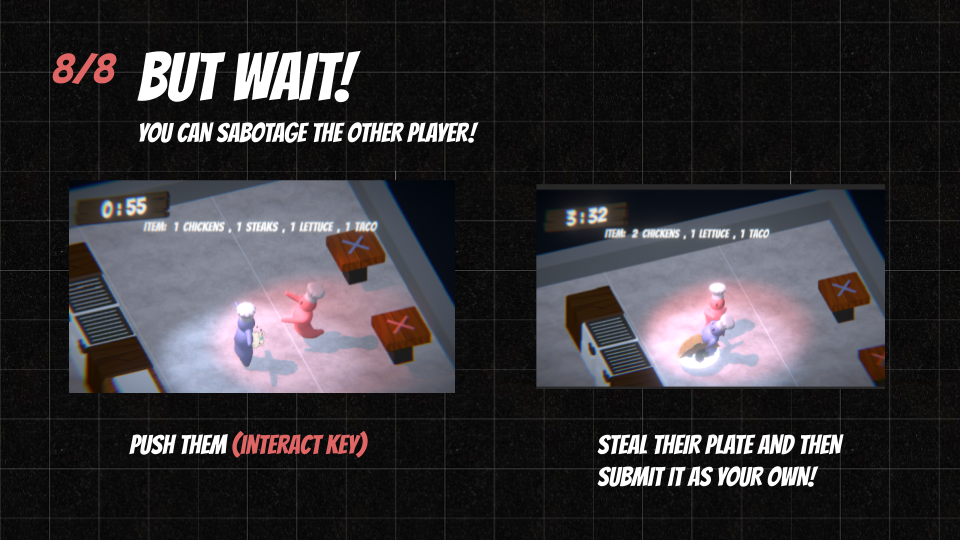 8/8
BUT WAIT!
YOU CAN SABOTAGE THE OTHER PLAYER!
0:55
ITEM: 1 CHICKENS , 1 STEAKS , 1 LETTUCE , 1 TACO
3:32
ITEM: 2 CHICKENS , 1 LETTUCE , 1 TACO
PUSH THEM (INTERACT KEY)
STEAL THEIR PLATE AND THEN
SUBMIT IT AS YOUR OWN!